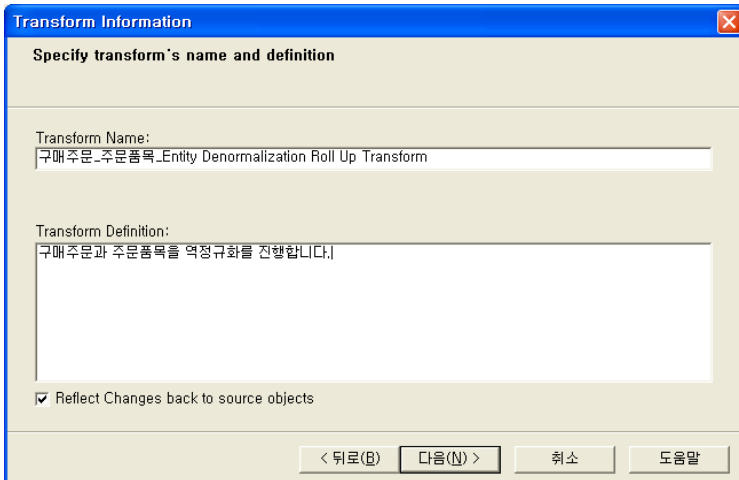 Transform Information
Specify transform's name and definition
Transform Name:
구매주문_주문품목_Entity Denormalization Roll Up Transform
Transform Definition:
구매주문과 주문품목을 역정규화를 진행합니다.
Reflect Changes back to source objects
< 뒤로(B) 다음(N) > 취소 도움말